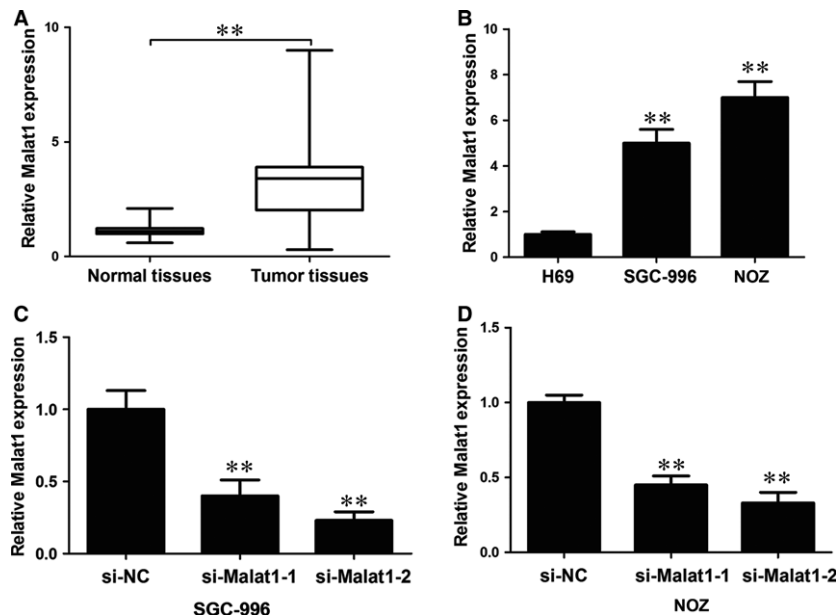 A
**
Relative Malat1 expression
10
5
0
Normal tissues
Tumor tissues
B
Relative Malat1 expression
10
8
6
4
2
0
**
**
H69
SGC-996
NOZ
C
Relative Malat1 expression
1.5
1.0
0.5
0.0
**
**
si-NC
si-Malat1-1
si-Malat1-2
SGC-996
D
Relative Malat1 expression
1.5
1.0
0.5
0.0
**
**
si-NC
si-Malat1-1
si-Malat1-2
NOZ